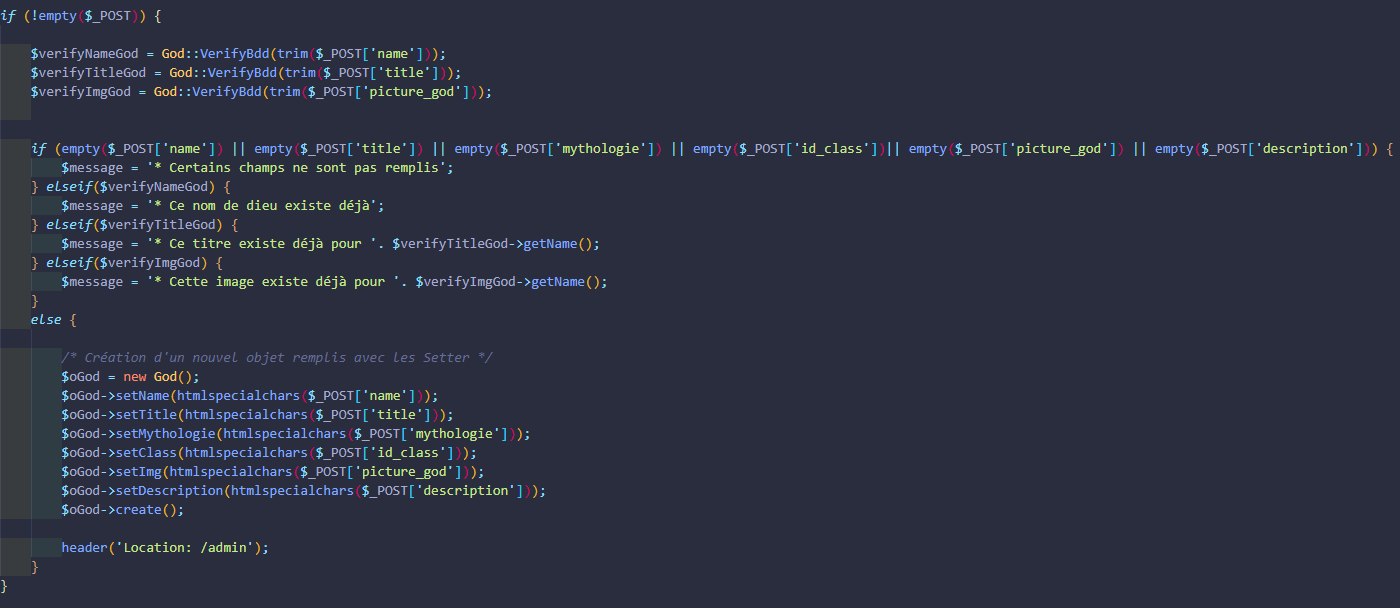 if (!empty($_POST)) {
$verifyNameGod = God::VerifyBdd(trim($_POST['name']));
$verifyTitleGod = God::VerifyBdd(trim($_POST['title']));
$verifyImgGod = God::VerifyBdd(trim($_POST['picture_god']));
if (empty($_POST['name']) || empty($_POST['title']) || empty($_POST['mythologie']) || empty($_POST['id_class'])|| empty($_POST['picture_god']) || empty($_POST['description'])) {
$message = '* Certains champs ne sont pas remplis';
} elseif($verifyNameGod) {
$message = '* Ce nom de dieu existe déjà';
} elseif($verifyTitleGod) {
$message = '* Ce titre existe déjà pour '. $verifyTitleGod->getName();
} elseif($verifyImgGod) {
$message = '* Cette image existe déjà pour '. $verifyImgGod->getName();
}
else {
/* Création d'un nouvel objet remplis avec les Setter */
$oGod = new God();
$oGod->setName(htmlspecialchars($_POST['name']));
$oGod->setTitle(htmlspecialchars($_POST['title']));
$oGod->setMythologie(htmlspecialchars($_POST['mythologie']));
$oGod->setClass(htmlspecialchars($_POST['id_class']));
$oGod->setImg(htmlspecialchars($_POST['picture_god']));
$oGod->setDescription(htmlspecialchars($_POST['description']));
$oGod->create();
header('Location: /admin');
}
}